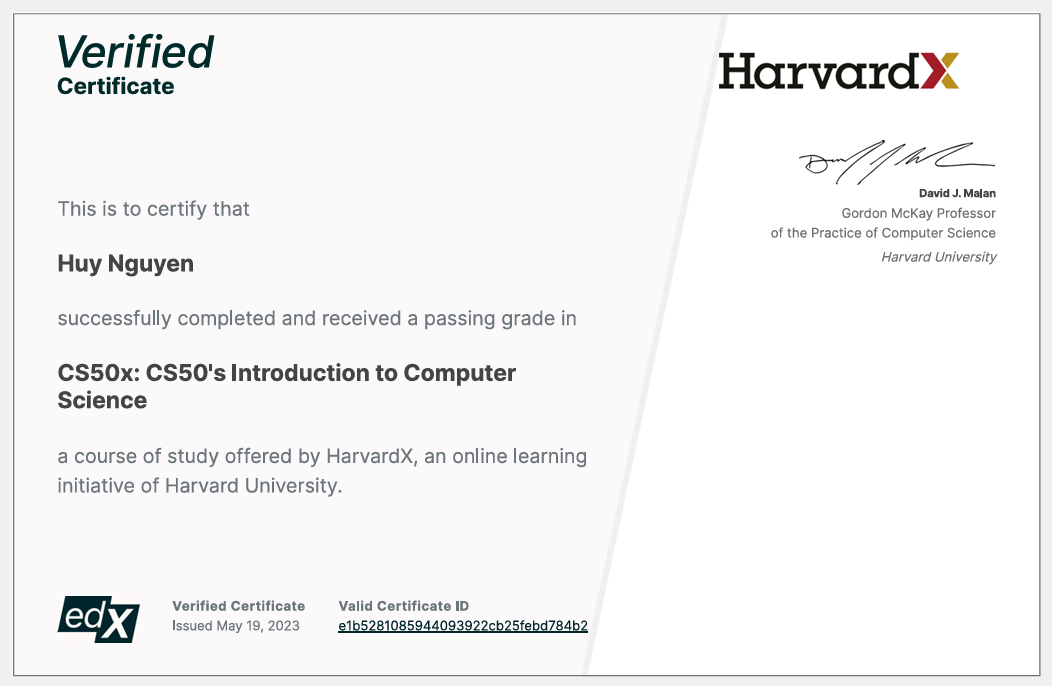 Verified
Certificate
HarvardX
David J. Malan
Gordon McKay Professor
of the Practice of Computer Science
Harvard University
This is to certify that
Huy Nguyen
successfully completed and received a passing grade in
CS50x: CS50's Introduction to Computer
Science
a course of study offered by HarvardX, an online learning
initiative of Harvard University.
edX
Verified Certificate
Issued May 19, 2023
Valid Certificate ID
e1b5281085944093922cb25febd784b2